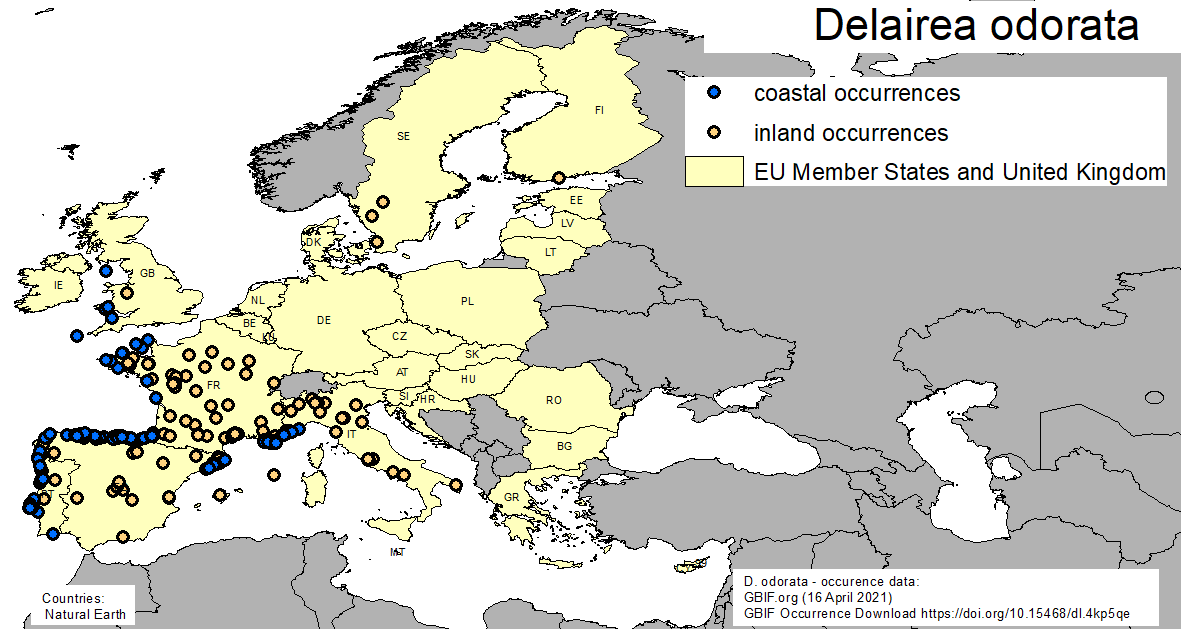 Delairea odorata
coastal occurrences
inland occurrences
EU Member States and United Kingdom
FI
SE
EE
LV
LT
DK
GB
IE
NL
PL
BE
DE
CZ
SK
FR
AT
HU
SI
HR
RO
IT
BG
GR
MT
Countries:
Natural Earth
D. odorata - occurence data:
GBIF.org (16 April 2021)
GBIF Occurrence Download https://doi.org/10.15468/dl.4kp5qe